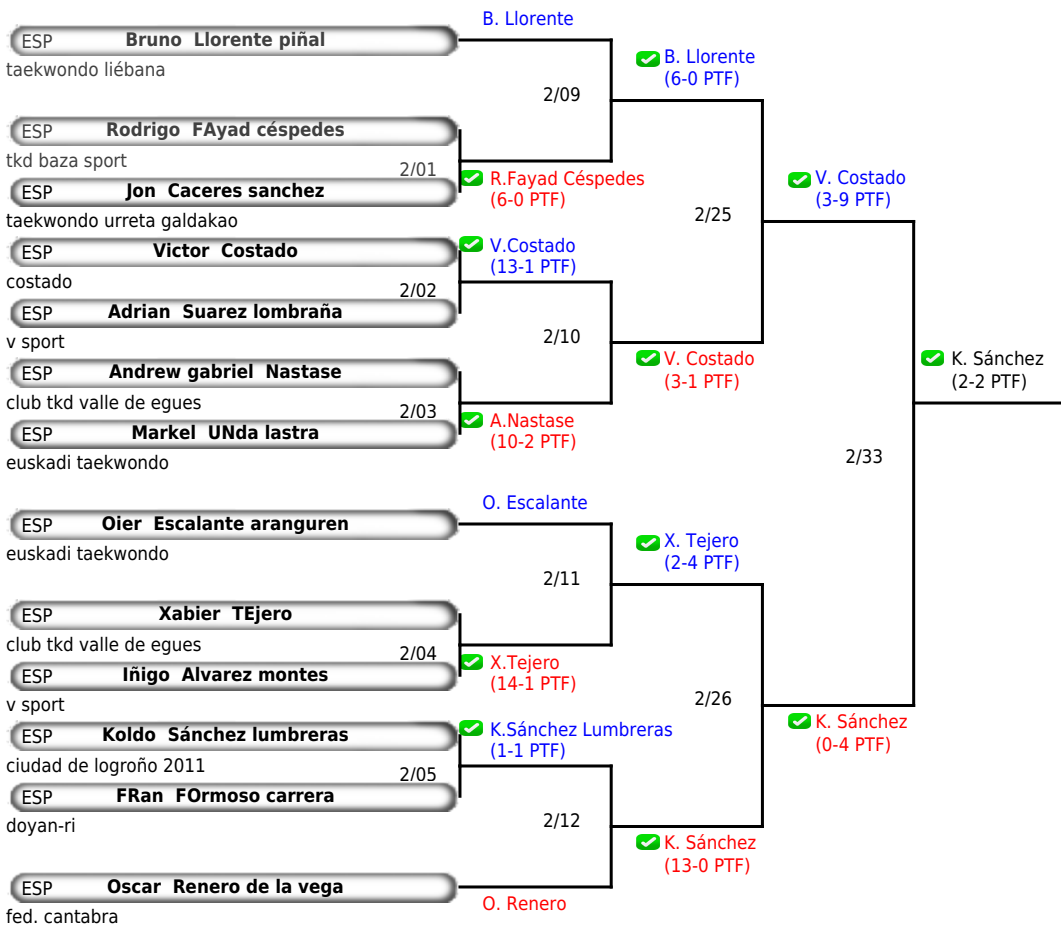 B. Llorente
ESP Bruno Llorente piñal
taekwondo liébana
B. Llorente
(6-0 PTF)
2/09
ESP Rodrigo FAyad céspedes
tkd baza sport
2/01
R.Fayad Céspedes
(6-0 PTF)
V. Costado
(3-9 PTF)
ESP Jon Caceres sanchez
taekwondo urreta galdakao
2/25
ESP Victor Costado
costado
V.Costado
(13-1 PTF)
2/02
ESP Adrian Suarez lombraña
v sport
2/10
V. Costado
(3-1 PTF)
K. Sánchez
(2-2 PTF)
ESP Andrew gabriel Nastase
club tkd valle de egues
2/03
A.Nastase
(10-2 PTF)
ESP Markel UNda lastra
euskadi taekwondo
2/33
O. Escalante
ESP Oier Escalante aranguren
euskadi taekwondo
X. Tejero
(2-4 PTF)
2/11
ESP Xabier TEjero
club tkd valle de egues
2/04
X.Tejero
(14-1 PTF)
ESP Iñigo Alvarez montes
v sport
2/26
K. Sánchez
(0-4 PTF)
ESP Koldo Sánchez lumbreras
ciudad de logroño 2011
K.Sánchez Lumbreras
(1-1 PTF)
2/05
ESP FRan FOrmoso carrera
doyan-ri
2/12
K. Sánchez
(13-0 PTF)
ESP Oscar Renero de la vega
fed. cantabra
O. Renero